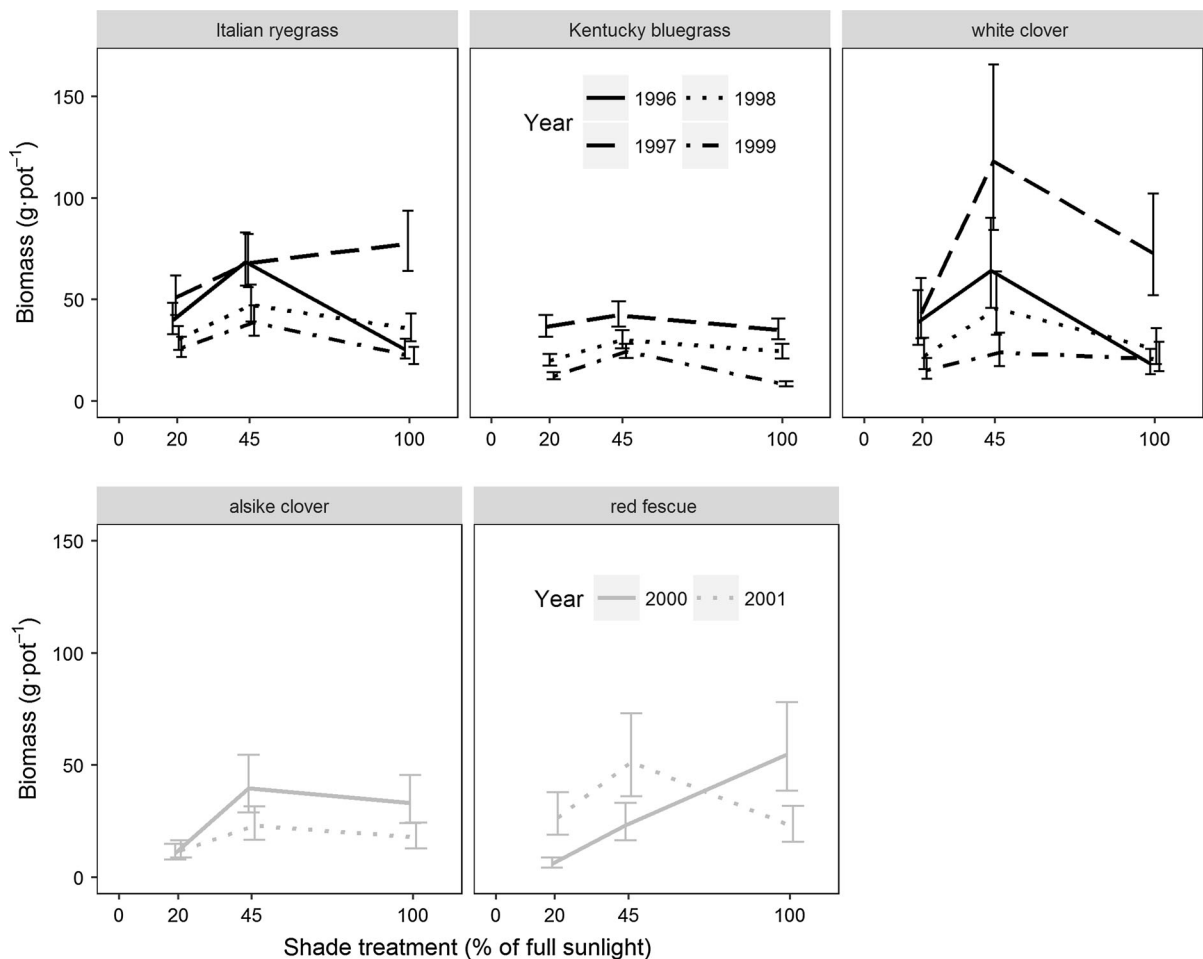 Italian ryegrass
Kentucky bluegrass
white clover
Biomass (g·pot⁻¹)
150
100
50
0
Year
1996
1998
1997
1999
0 20 45 100
0 20 45 100
0 20 45 100
alsike clover
red fescue
Biomass (g·pot⁻¹)
150
100
50
0
Year
2000
2001
0 20 45 100
0 20 45 100
Shade treatment (% of full sunlight)